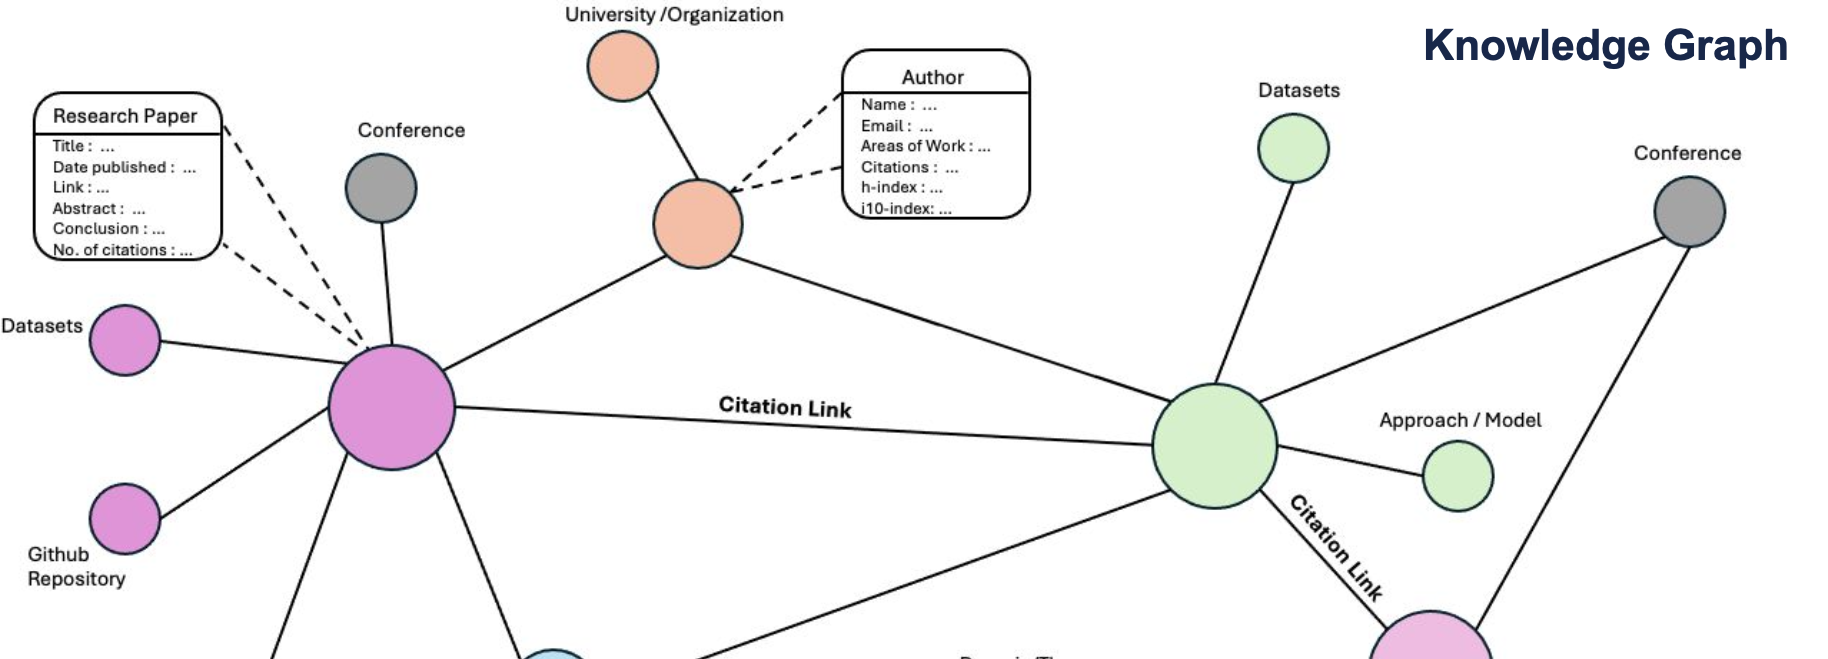 Knowledge Graph
University /Organization
Author
Name : ...
Email : ...
Areas of Work : ...
Citations : ...
h-index : ...
i10-index: ...
Research Paper
Title : ...
Date published : ...
Link : ...
Abstract : ...
Conclusion : ...
No. of citations : ...
Conference
Datasets
Conference
Datasets
Citation Link
Approach / Model
Github
Repository
Citation Link